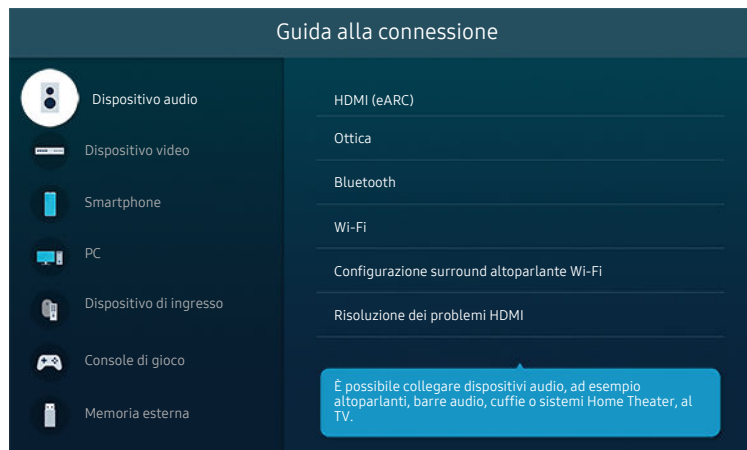 Guida alla connessione
Dispositivo audio
Dispositivo video
Smartphone
PC
Dispositivo di ingresso
Console di gioco
Memoria esterna
HDMI (eARC)
Ottica
Bluetooth
Wi-Fi
Configurazione surround altoparlante Wi-Fi
Risoluzione dei problemi HDMI
È possibile collegare dispositivi audio, ad esempio
altoparlanti, barre audio, cuffie o sistemi Home Theater, al
TV.